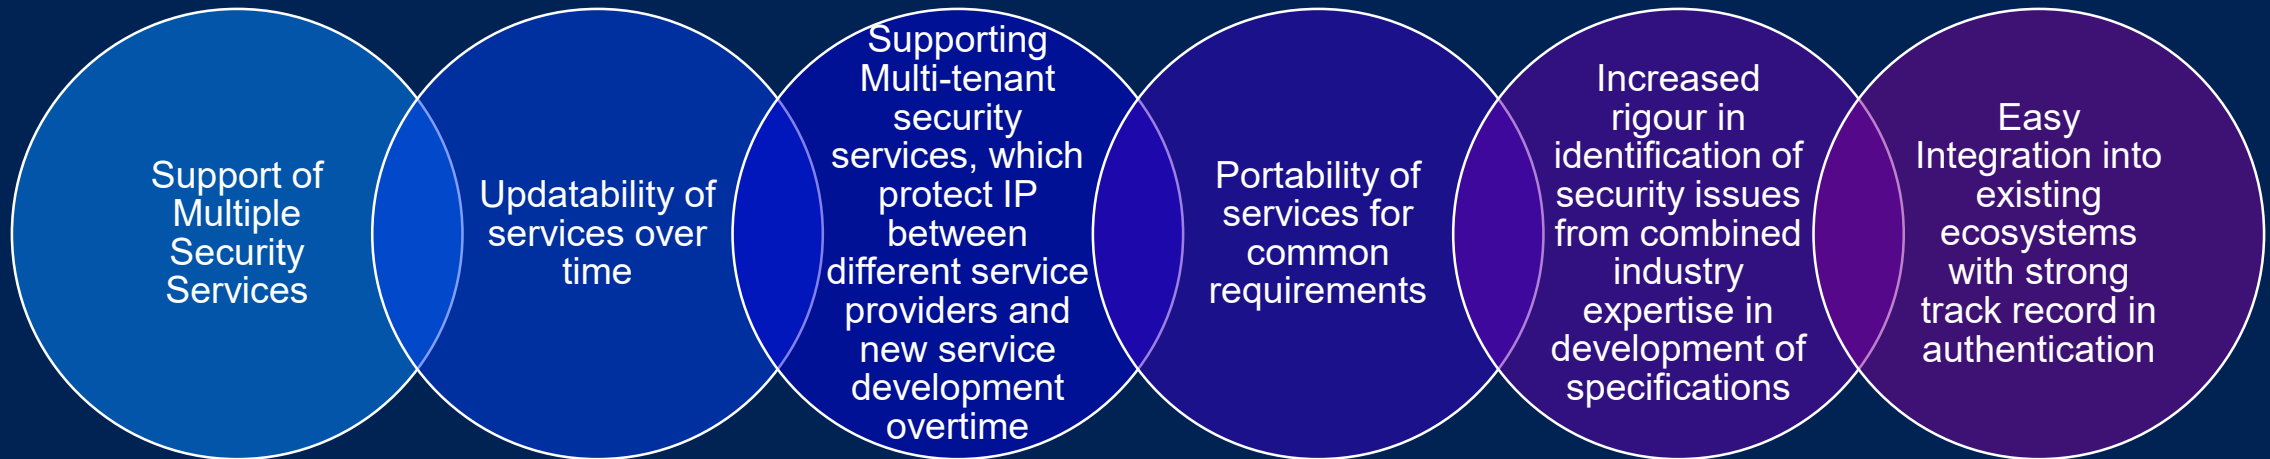 Support of
Multiple
Security
Services
Updatability of
services over
time
Supporting
Multi-tenant
security
services, which
protect IP
between
different service
providers and
new service
development
overtime
Portability of
services for
common
requirements
Increased
rigour in
identification of
security issues
from combined
industry
expertise in
development of
specifications
Easy
Integration into
existing
ecosystems
with strong
track record in
authentication